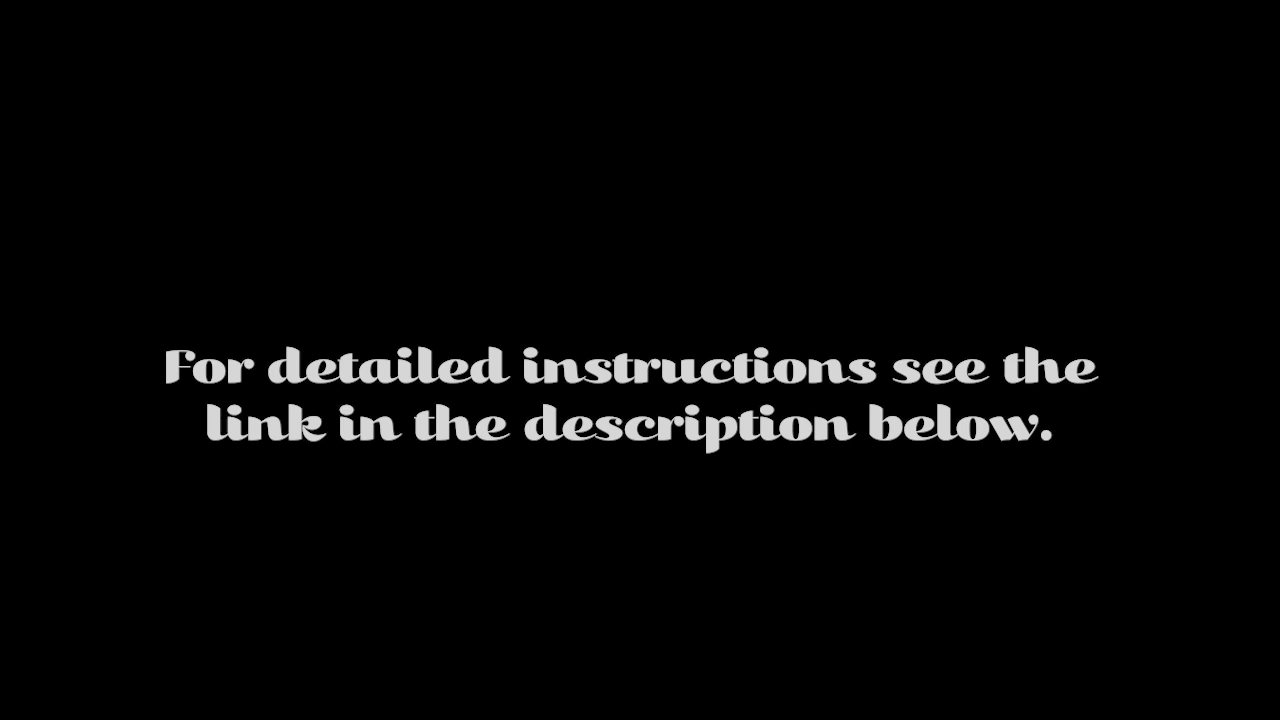 For detailed instructions see the
link in the description below.